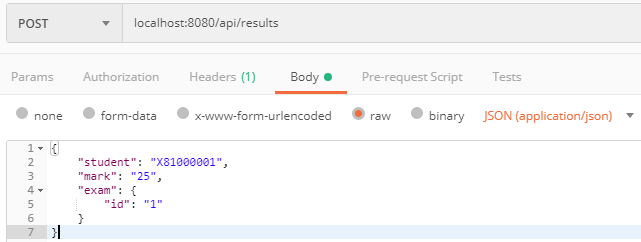 POST localhost:8080/api/results
Params Authorization Headers (1) Body Pre-request Script Tests
none form-data x-www-form-urlencoded raw binary JSON (application/json)
1 {
2 "student": "X81000001",
3 "mark": "25",
4 "exam": {
5 "id": "1"
6 }
7 }